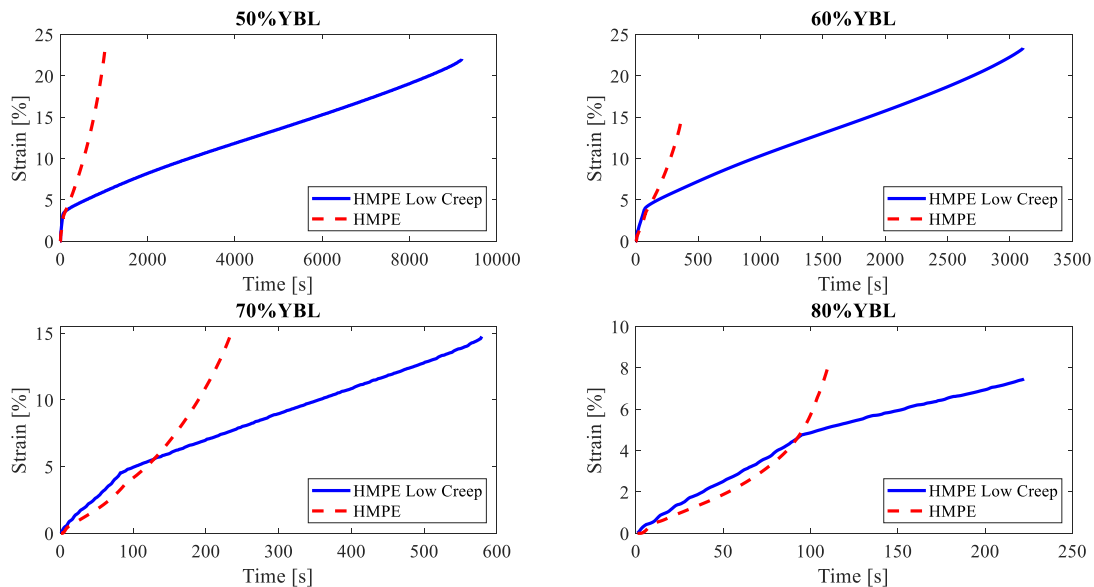 50%YBL
25
20
15
10
5
0
Strain [%]
0 2000 4000 6000 8000 10000
Time [s]
HMPE Low Creep
HMPE
60%YBL
25
20
15
10
5
0
Strain [%]
0 500 1000 1500 2000 2500 3000 3500
Time [s]
HMPE Low Creep
HMPE
70%YBL
15
10
5
0
Strain [%]
0 100 200 300 400 500 600
Time [s]
HMPE Low Creep
HMPE
80%YBL
10
8
6
4
2
0
Strain [%]
0 50 100 150 200 250
Time [s]
HMPE Low Creep
HMPE